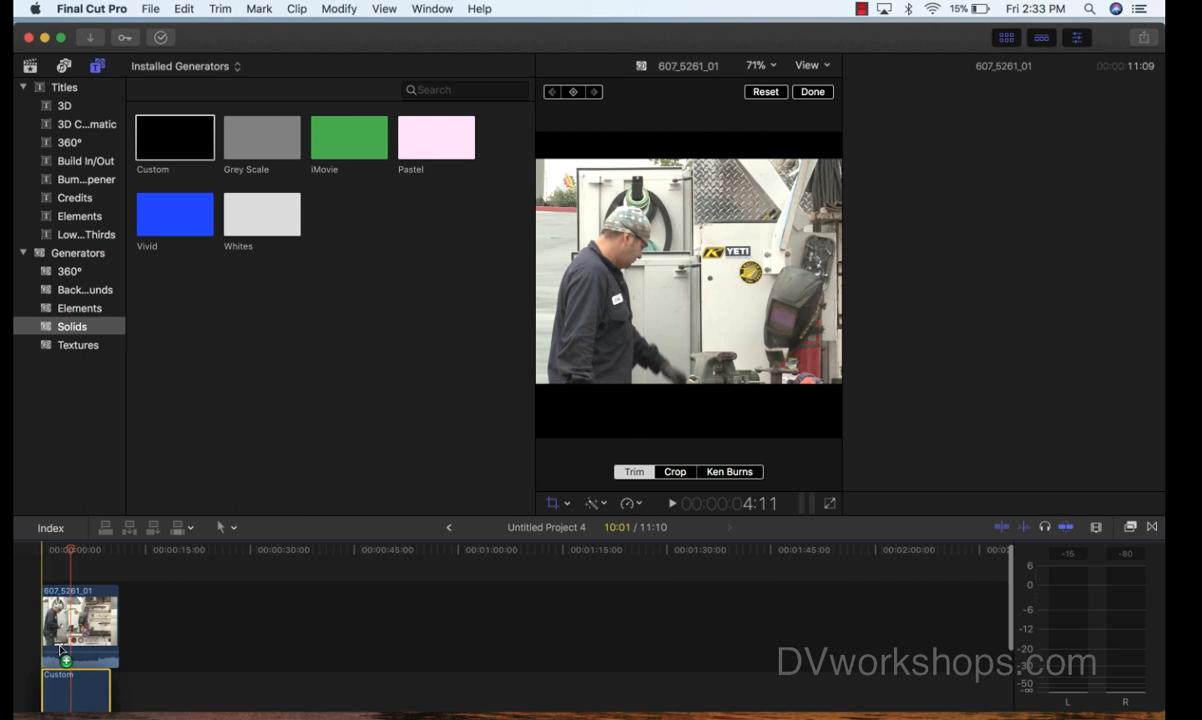 Final Cut Pro File Edit Trim Mark Clip Modify View Window Help 15% Fri 2:33 PM
Installed Generators 607_5261_01 71% View 607_5261_01 00:00:11:09
Titles
Search
Reset Done
3D
3D C...matic
360°
Build In/Out
Bum...pener
Credits
Elements
Low...Thirds
Generators
360°
Back...unds
Elements
Solids
Textures
Custom Grey Scale iMovie Pastel
Vivid Whites
K YETI
Trim Crop Ken Burns
00:00:00:04:11
Index Untitled Project 4 10:01 / 11:10
00:00:00:00 00:00:15:00 00:00:30:00 00:00:45:00 00:01:00:00 00:01:15:00 00:01:30:00 00:01:45:00 00:02:00:00 00:02
-15 -80
607_5261_01
Custom
6
0
-6
-12
-20
-30
-50
-∞
L R
DVworkshops.com